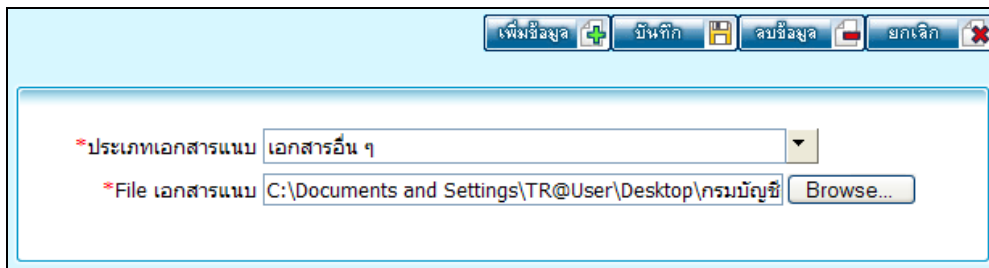 เพิ่มข้อมูล บันทึก ลบข้อมูล ยกเลิก
*ประเภทเอกสารแนบ เอกสารอื่น ๆ
*File เอกสารแนบ C:\Documents and Settings\TR@User\Desktop\กรมบัญชี Browse...